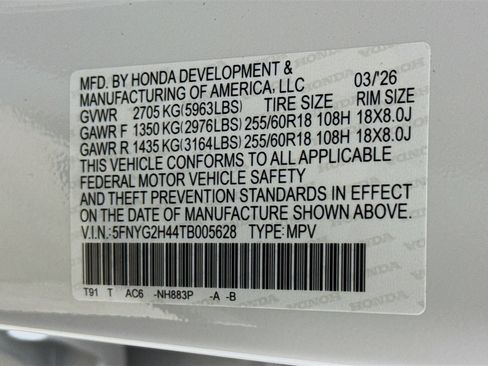 MFD. BY HONDA DEVELOPMENT &
MANUFACTURING OF AMERICA, LLC 03/'26
GVWR 2705 KG(5963LBS) TIRE SIZE RIM SIZE
GAWR F 1350 KG(2976LBS) 255/60R18 108H 18X8.0J
GAWR R 1435 KG(3164LBS) 255/60R18 108H 18X8.0J
THIS VEHICLE CONFORMS TO ALL APPLICABLE
FEDERAL MOTOR VEHICLE SAFETY
AND THEFT PREVENTION STANDARDS IN EFFECT
ON THE DATE OF MANUFACTURE SHOWN ABOVE.
V.I.N.: 5FNYG2H44TB005628 TYPE: MPV
T91 T AC6 -NH883P -A -B